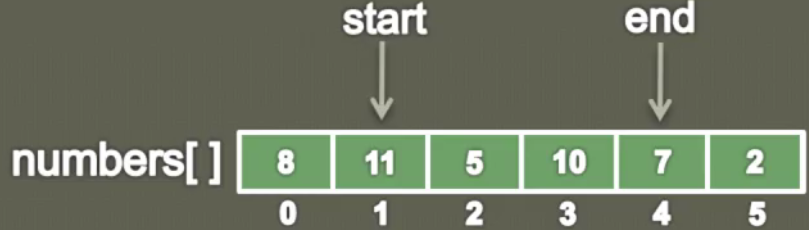 start end
numbers[ ] 8 11 5 10 7 2
0 1 2 3 4 5